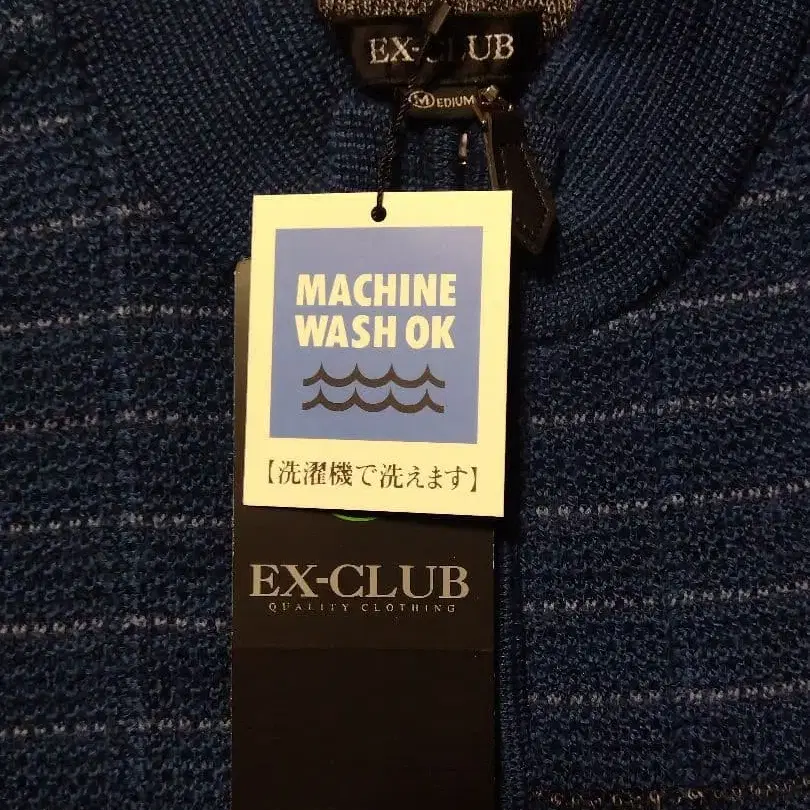 EX-CLUB
MEDIUM
MACHINE
WASH OK
【洗濯機で洗えます】
EX-CLUB
QUALITY CLOTHING